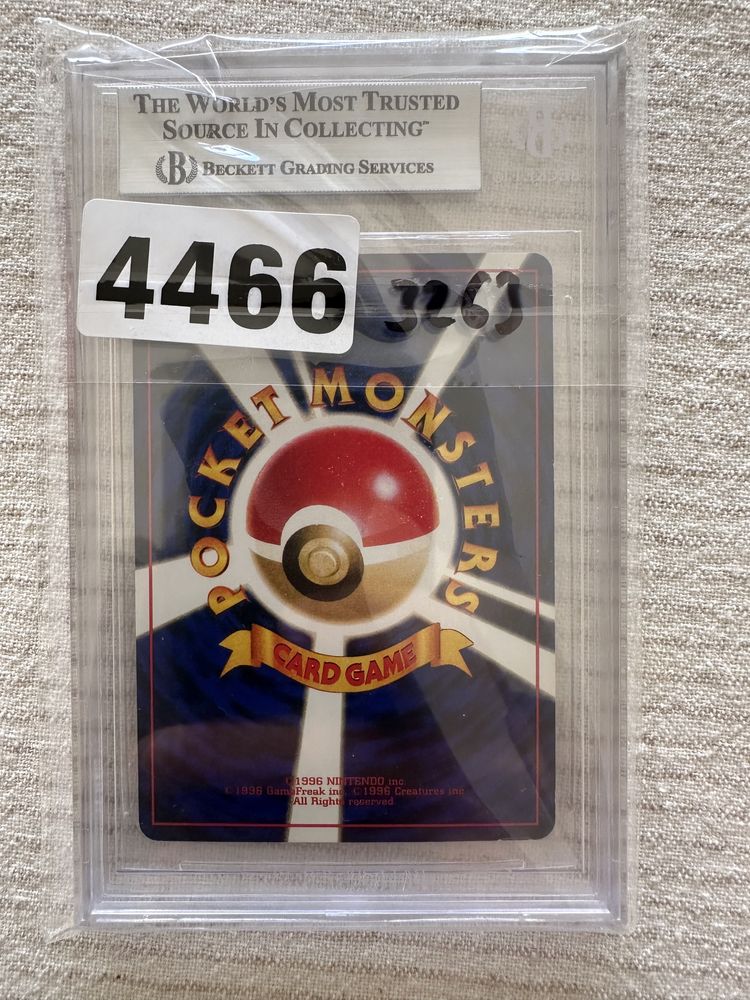 THE WORLD'S MOST TRUSTED
SOURCE IN COLLECTING™
B BECKETT GRADING SERVICES
4466
3263
POCKET MONSTERS
CARD GAME
©1996 NINTENDO inc.
©1996 GameFreak inc. ©1996 Creatures inc.
All Rights reserved